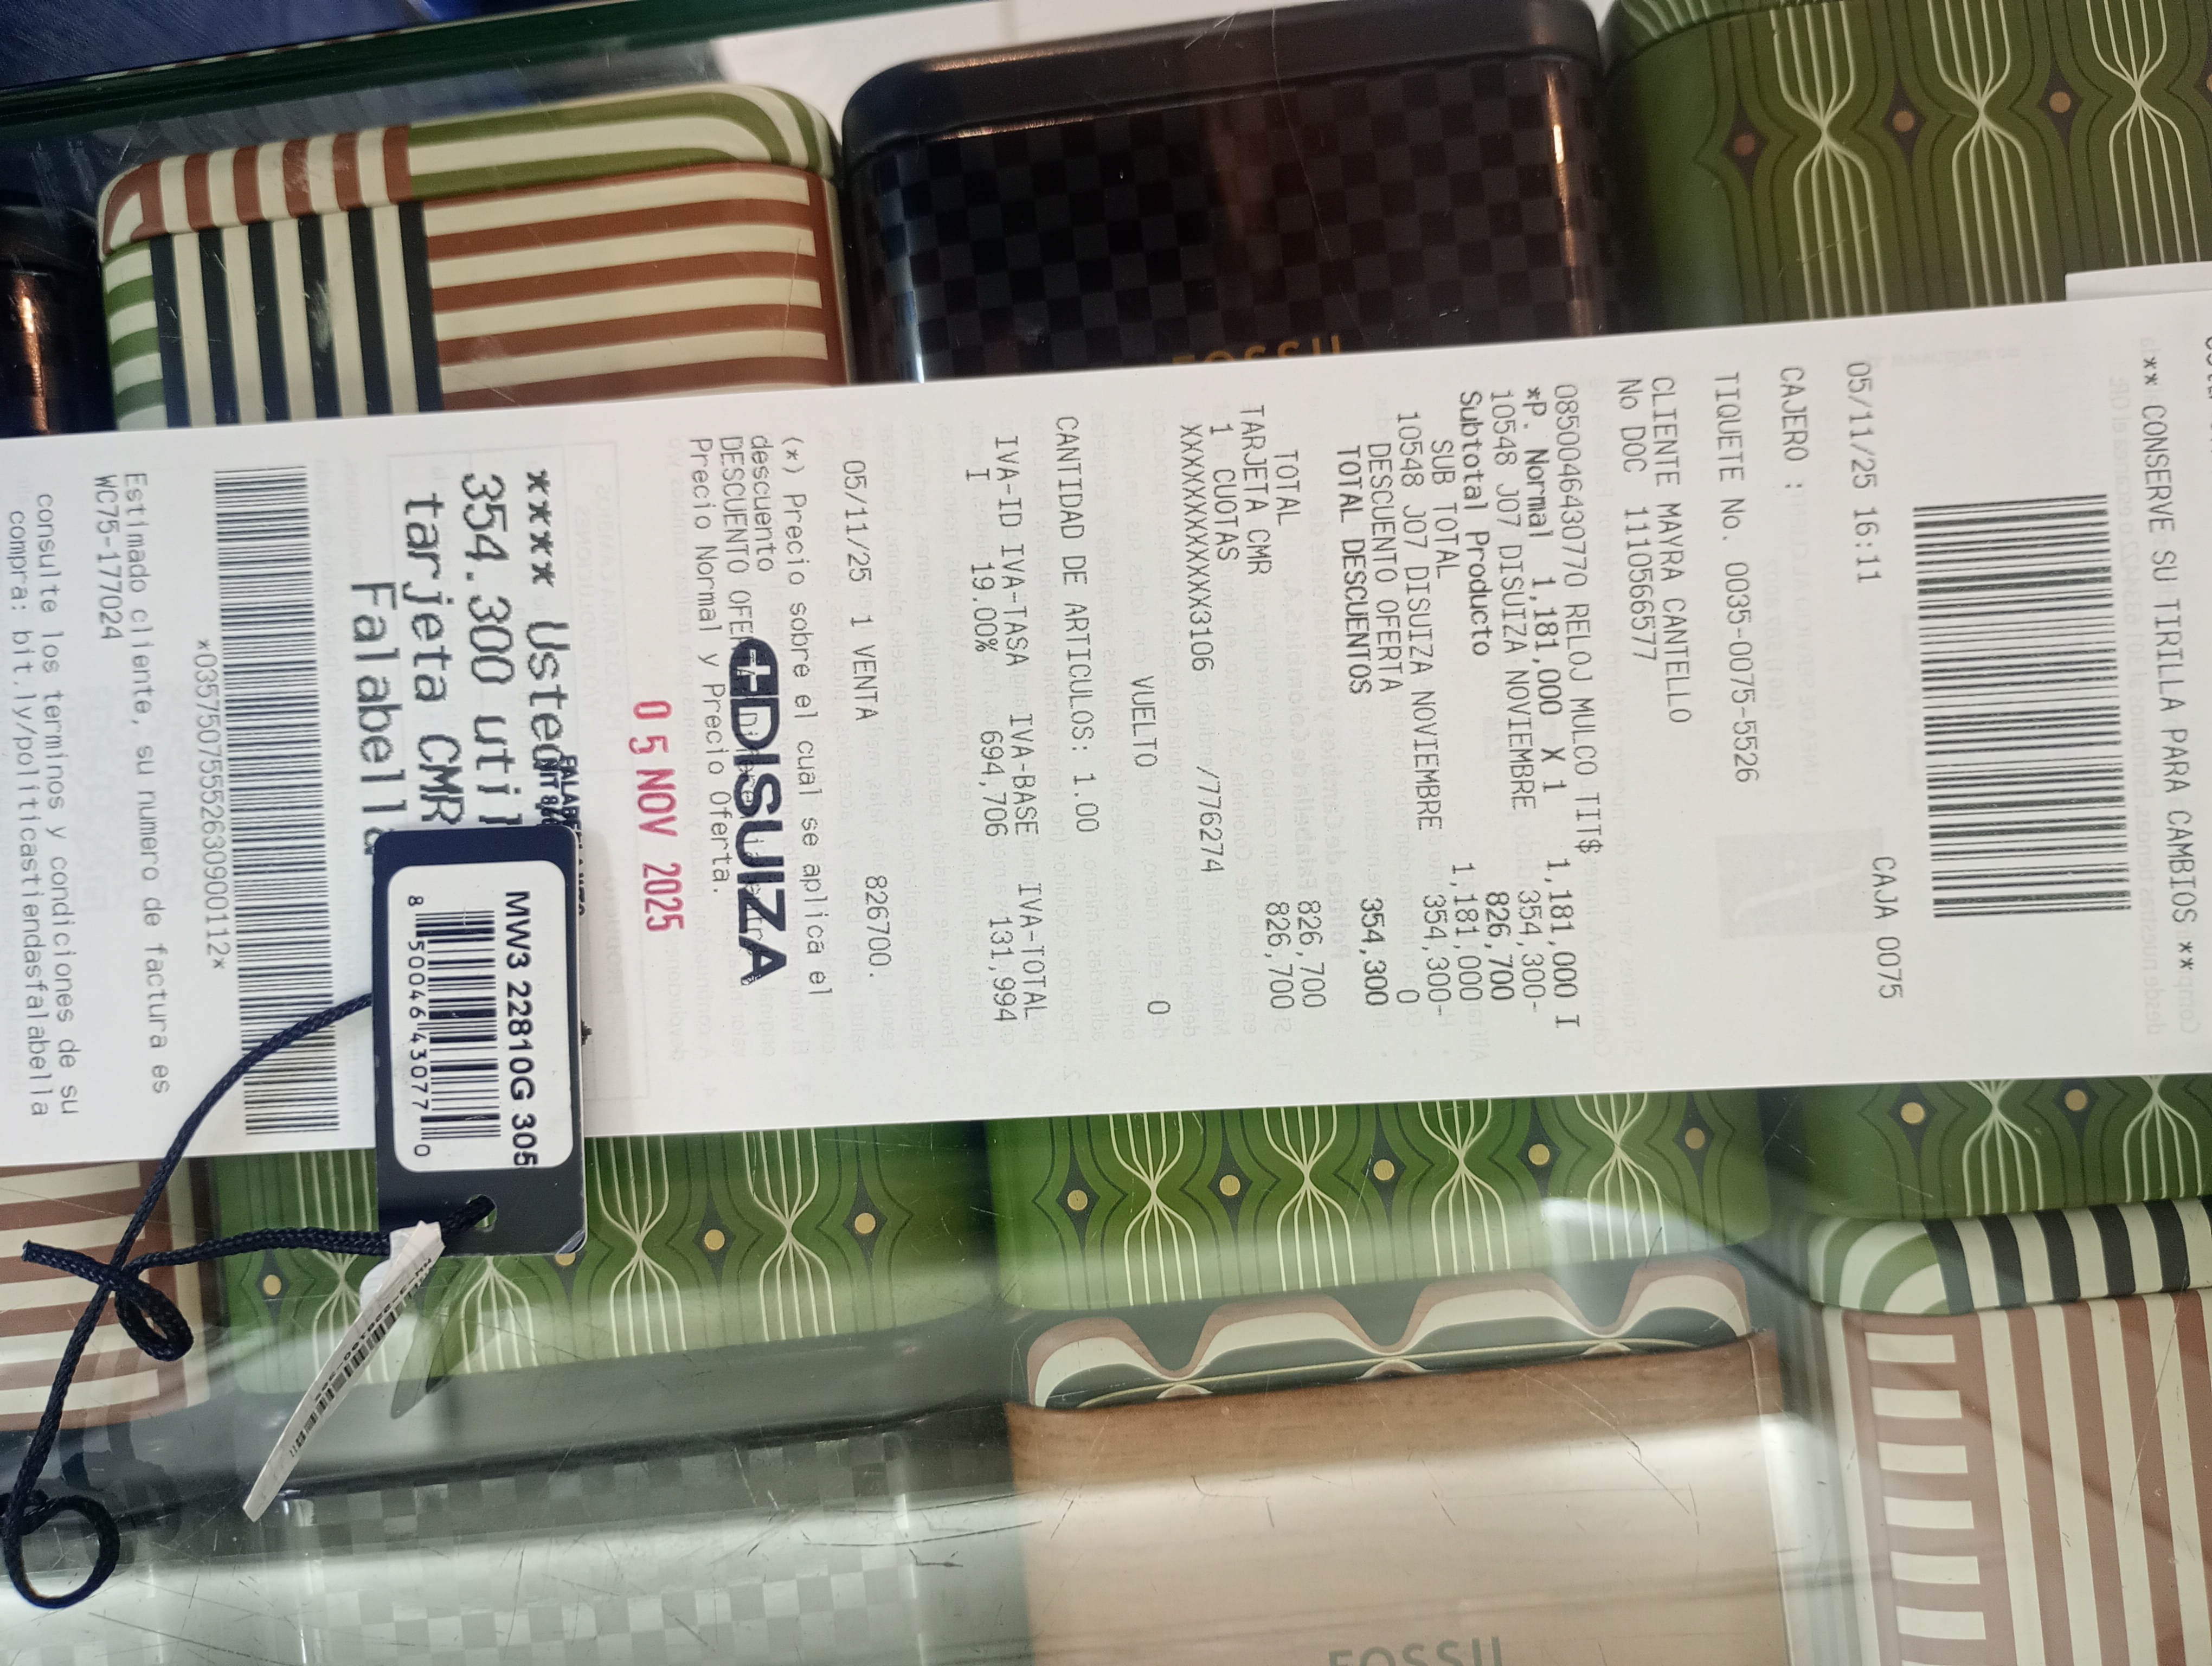 ** CONSERVE SU TIRILLA PARA CAMBIOS **
05/11/25 16:11 CAJA 0075
CAJERO :
TIQUETE No. 0035-0075-5526
CLIENTE MAYRA CANTELLO
No DOC 1110566577
0850046430770 RELOJ MULCO TIT$ 1,181,000 I
*P. Normal 1,181,000 X 1
10548 J07 DISUIZA NOVIEMBRE 354,300-
Subtotal Producto 826,700
SUB TOTAL 1,181,000
10548 J07 DISUIZA NOVIEMBRE 354,300-
DESCUENTO OFERTA 0
TOTAL DESCUENTOS 354,300
TOTAL 826,700
TARJETA CMR 826,700
1 CUOTAS
XXXXXXXXXXXX3106 /776274
VUELTO 0
CANTIDAD DE ARTICULOS: 1.00
IVA-ID IVA-TASA IVA-BASE IVA-TOTAL
I 19.00% 694,706 131,994
05/11/25 1 VENTA 826700.
(*) Precio sobre el cual se aplica el
descuento
DESCUENTO
Precio Normal y Precio Oferta.
DISUIZA
05 NOV 2025
**** Usted
354.300
tarjeta CMR
Falabella
MW3 22810G 305
8 50046 43077 0
*0357507555263090011 2*
Estimado cliente, su numero de factura es
WC75-177024
consulte los terminos y condiciones de su
compra: bit.ly/politicastiendasfalabella
FOSSIL